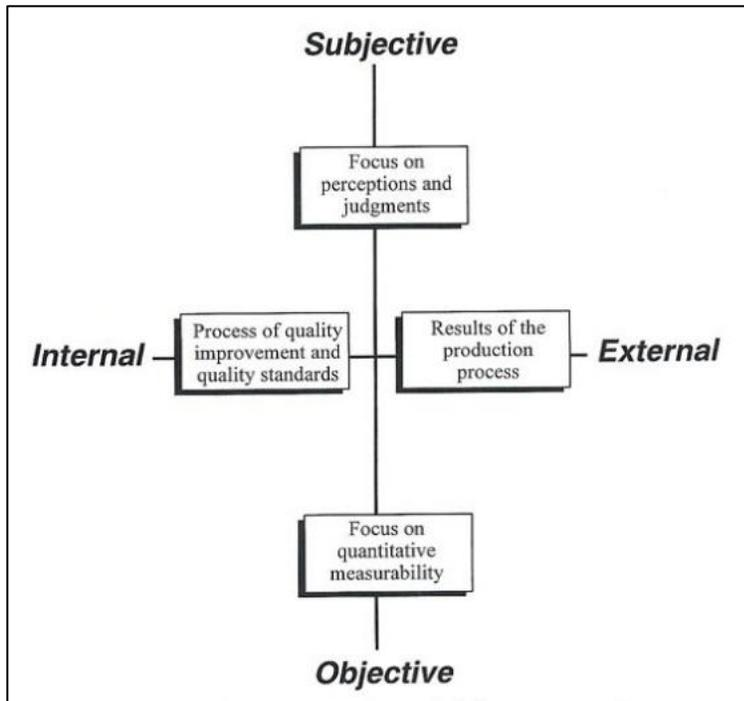 Subjective
Focus on
perceptions and
judgments
Internal
Process of quality
improvement and
quality standards
Results of the
production
process
External
Focus on
quantitative
measurability
Objective